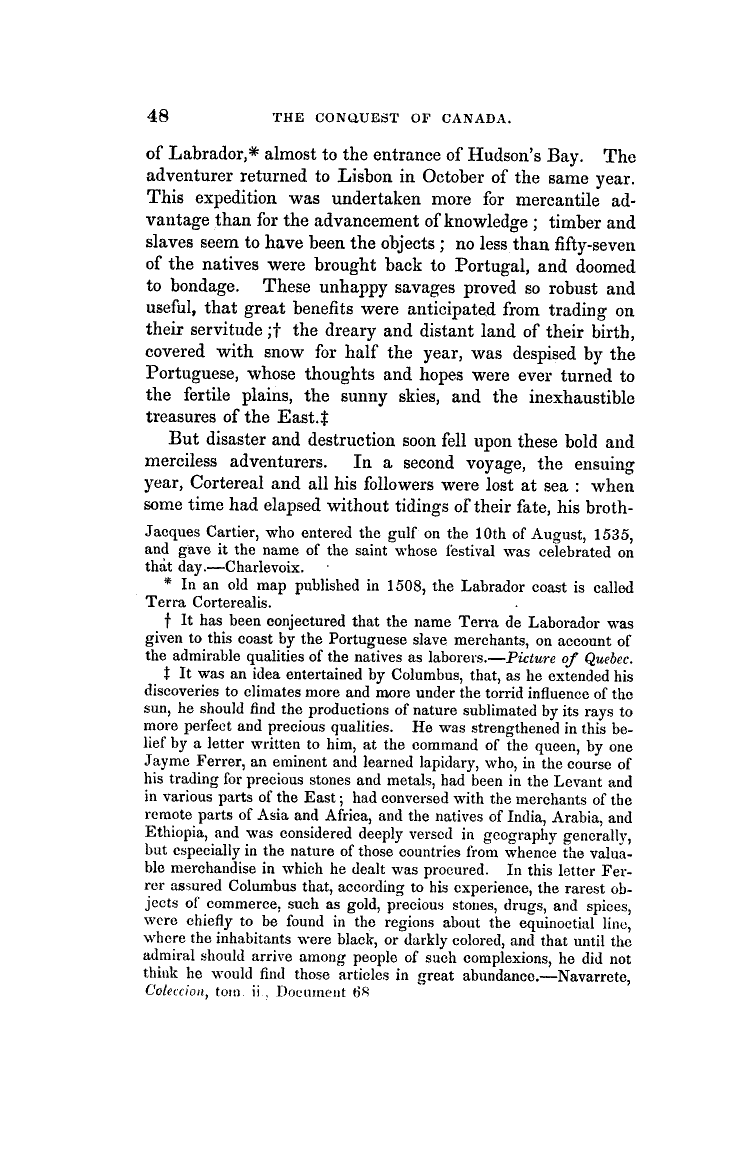 48 THE CONQUEST OF CANADA.
of Labrador,* almost to the entrance of Hudson's Bay. The
adventurer returned to Lisbon in October of the same year.
This expedition was undertaken more for mercantile ad-
vantage than for the advancement of knowledge ; timber and
slaves seem to have been the objects ; no less than fifty-seven
of the natives were brought back to Portugal, and doomed
to bondage. These unhappy savages proved so robust and
useful, that great benefits were anticipated from trading on
their servitude ;† the dreary and distant land of their birth,
covered with snow for half the year, was despised by the
Portuguese, whose thoughts and hopes were ever turned to
the fertile plains, the sunny skies, and the inexhaustible
treasures of the East.‡
But disaster and destruction soon fell upon these bold and
merciless adventurers. In a second voyage, the ensuing
year, Cortereal and all his followers were lost at sea : when
some time had elapsed without tidings of their fate, his broth-
Jacques Cartier, who entered the gulf on the 10th of August, 1535,
and gave it the name of the saint whose festival was celebrated on
that day.—Charlevoix.
* In an old map published in 1508, the Labrador coast is called
Terra Corterealis.
† It has been conjectured that the name Terra de Laborador was
given to this coast by the Portuguese slave merchants, on account of
the admirable qualities of the natives as laborers.—Picture of Quebec.
‡ It was an idea entertained by Columbus, that, as he extended his
discoveries to climates more and more under the torrid influence of the
sun, he should find the productions of nature sublimated by its rays to
more perfect and precious qualities. He was strengthened in this be-
lief by a letter written to him, at the command of the queen, by one
Jayme Ferrer, an eminent and learned lapidary, who, in the course of
his trading for precious stones and metals, had been in the Levant and
in various parts of the East ; had conversed with the merchants of the
remote parts of Asia and Africa, and the natives of India, Arabia, and
Ethiopia, and was considered deeply versed in geography generally,
but especially in the nature of those countries from whence the valua-
ble merchandise in which he dealt was procured. In this letter Fer-
rer assured Columbus that, according to his experience, the rarest ob-
jects of commerce, such as gold, precious stones, drugs, and spices,
were chiefly to be found in the regions about the equinoctial line,
where the inhabitants were black, or darkly colored, and that until the
admiral should arrive among people of such complexions, he did not
think he would find those articles in great abundance.—Navarrete,
Coleccion, tom. ii., Document 68